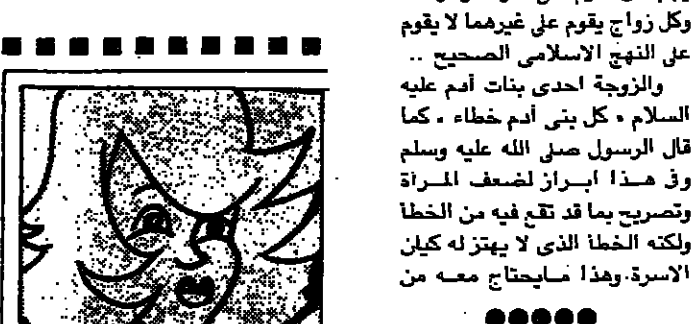 وكل زواج يقوم على غيرهما لا يقوم
على النهج الاسلامى الصحيح ..
والزوجة احدى بنات أدم عليه
السلام « كل بنى أدم خطاء » كما
قال الرسول صلى الله عليه وسلم
وفى هـذا ابـراز لضعف المـرأة
وتصريح بما قد تقع فيه من الخطأ
ولكنه الخطأ الذى لا يهتز له كيان
الاسرة. وهذا مـايحتاج معـه من